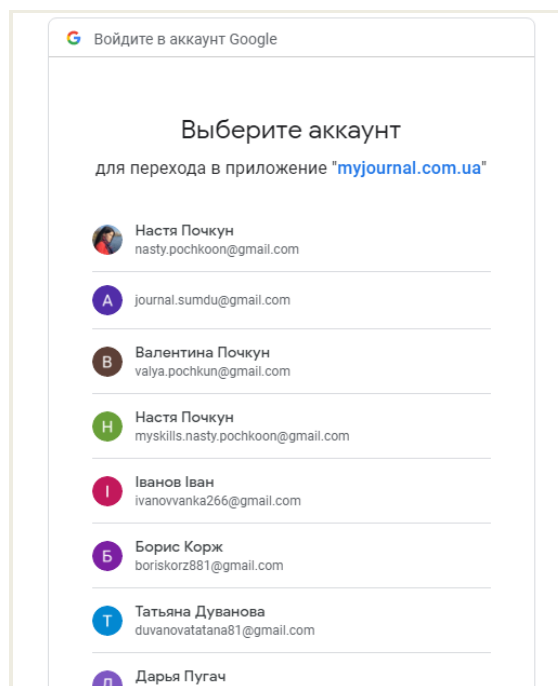 Войдите в аккаунт Google
Выберите аккаунт
для перехода в приложение "myjournal.com.ua"
Настя Почкун
nasty.pochkoon@gmail.com
A
journal.sumdu@gmail.com
В
Валентина Почкун
valya.pochkun@gmail.com
Н
Настя Почкун
myskills.nasty.pochkoon@gmail.com
І
Іванов Іван
ivanovvanka266@gmail.com
Б
Борис Корж
boriskorz881@gmail.com
Т
Татьяна Дуванова
duvanovatatana81@gmail.com
Д
Дарья Пугач